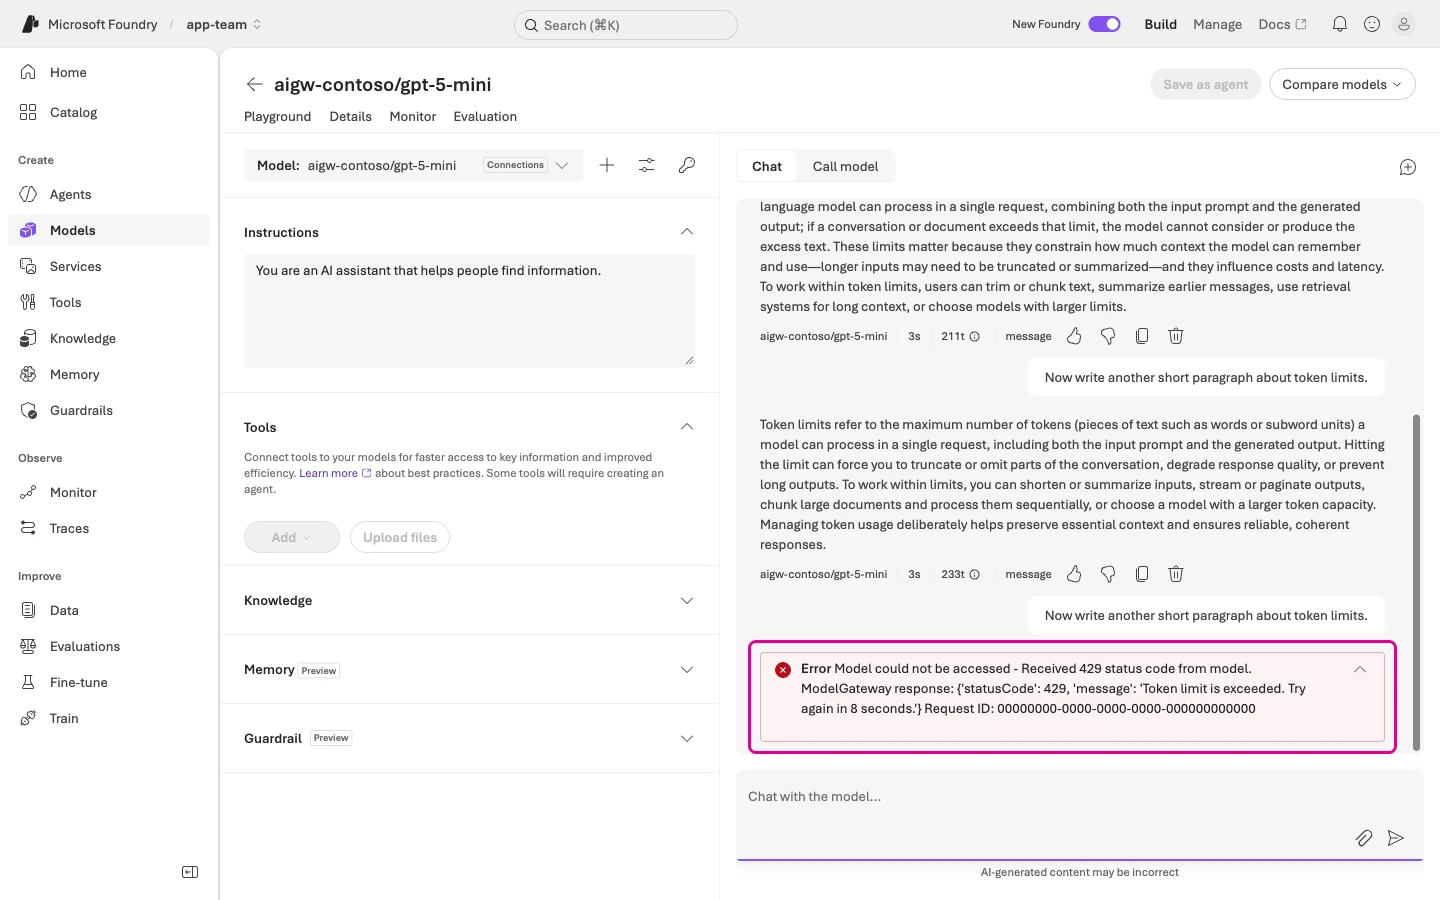 Microsoft Foundry / app-team
Search (⌘K)
New Foundry
Build
Manage
Docs
Home
Catalog
Create
Agents
Models
Services
Tools
Knowledge
Memory
Guardrails
Observe
Monitor
Traces
Improve
Data
Evaluations
Fine-tune
Train
aigw-contoso/gpt-5-mini
Save as agent
Compare models
Playground
Details
Monitor
Evaluation
Model: aigw-contoso/gpt-5-mini Connections
Instructions
You are an AI assistant that helps people find information.
Tools
Connect tools to your models for faster access to key information and improved
efficiency. Learn more about best practices. Some tools will require creating an
agent.
Add
Upload files
Knowledge
Memory Preview
Guardrail Preview
Chat
Call model
language model can process in a single request, combining both the input prompt and the generated
output; if a conversation or document exceeds that limit, the model cannot consider or produce the
excess text. These limits matter because they constrain how much context the model can remember
and use—longer inputs may need to be truncated or summarized—and they influence costs and latency.
To work within token limits, users can trim or chunk text, summarize earlier messages, use retrieval
systems for long context, or choose models with larger limits.
aigw-contoso/gpt-5-mini 3s 211t message
Now write another short paragraph about token limits.
Token limits refer to the maximum number of tokens (pieces of text such as words or subword units) a
model can process in a single request, including both the input prompt and the generated output. Hitting
the limit can force you to truncate or omit parts of the conversation, degrade response quality, or prevent
long outputs. To work within limits, you can shorten or summarize inputs, stream or paginate outputs,
chunk large documents and process them sequentially, or choose a model with a larger token capacity.
Managing token usage deliberately helps preserve essential context and ensures reliable, coherent
responses.
aigw-contoso/gpt-5-mini 3s 233t message
Now write another short paragraph about token limits.
Error Model could not be accessed - Received 429 status code from model.
ModelGateway response: {'statusCode': 429, 'message': 'Token limit is exceeded. Try
again in 8 seconds.'} Request ID: 00000000-0000-0000-0000-000000000000
Chat with the model...
AI-generated content may be incorrect